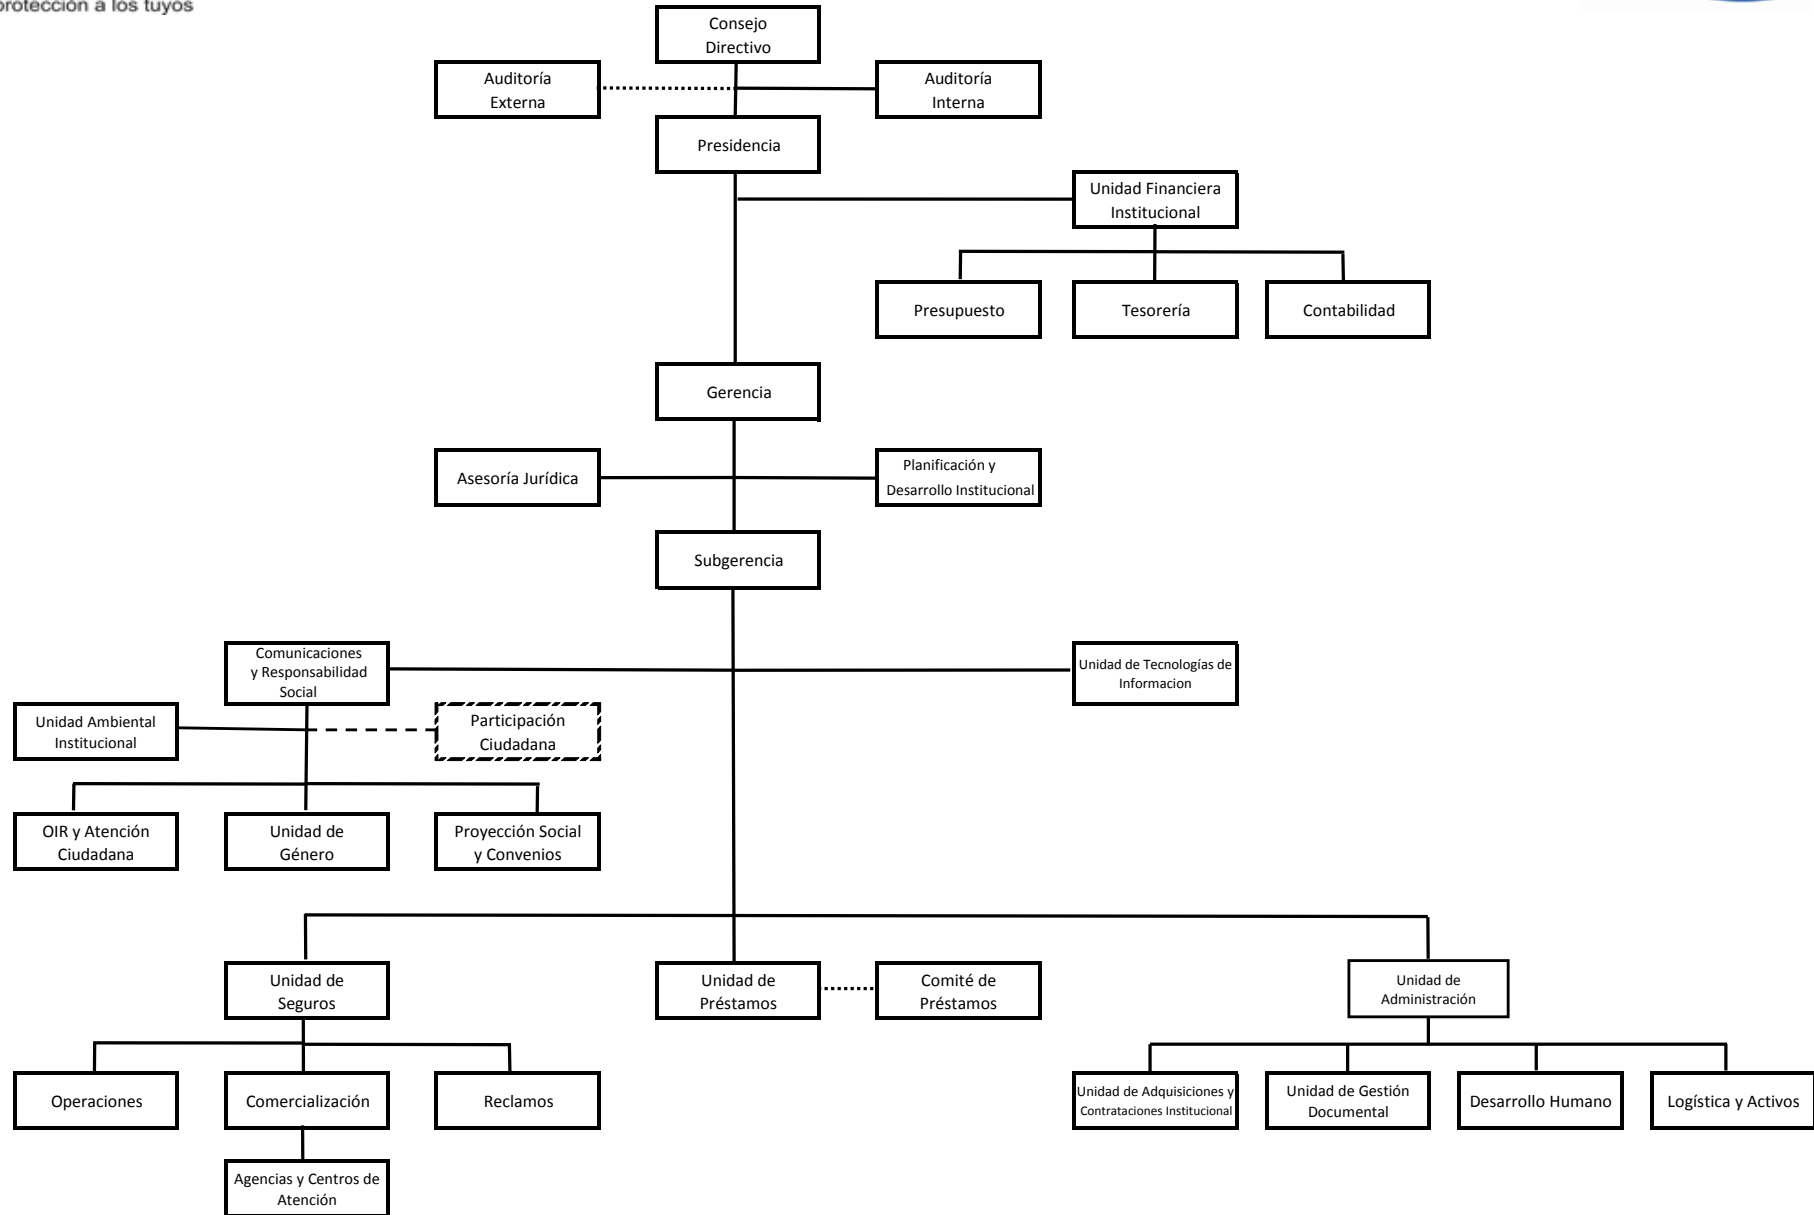 protección a los tuyos
Consejo
Directivo
Auditoría
Externa
Auditoría
Interna
Presidencia
Unidad Financiera
Institucional
Presupuesto
Tesorería
Contabilidad
Gerencia
Asesoría Jurídica
Planificación y
Desarrollo Institucional
Subgerencia
Comunicaciones
y Responsabilidad
Social
Unidad de Tecnologías de
Informacion
Unidad Ambiental
Institucional
Participación
Ciudadana
OIR y Atención
Ciudadana
Unidad de
Género
Proyección Social
y Convenios
Unidad de
Seguros
Unidad de
Préstamos
Comité de
Préstamos
Unidad de
Administración
Operaciones
Comercialización
Reclamos
Unidad de Adquisiciones y
Contrataciones Institucional
Unidad de Gestión
Documental
Desarrollo Humano
Logística y Activos
Agencias y Centros de
Atención